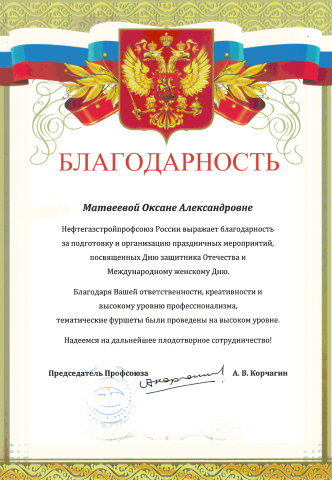 БЛАГОДАРНОСТЬ
Матвеевой Оксане Александровне
Нефтегазстройпрофсоюз России выражает благодарность
за подготовку и организацию праздничных мероприятий,
посвященных Дню защитника Отечества и
Международному женскому Дню.
Благодаря Вашей ответственности, креативности и
высокому уровню профессионализма,
тематические фуршеты были проведены на высоком уровне.
Надеемся на дальнейшее плодотворное сотрудничество!
Председатель Профсоюза А. В. Корчагин